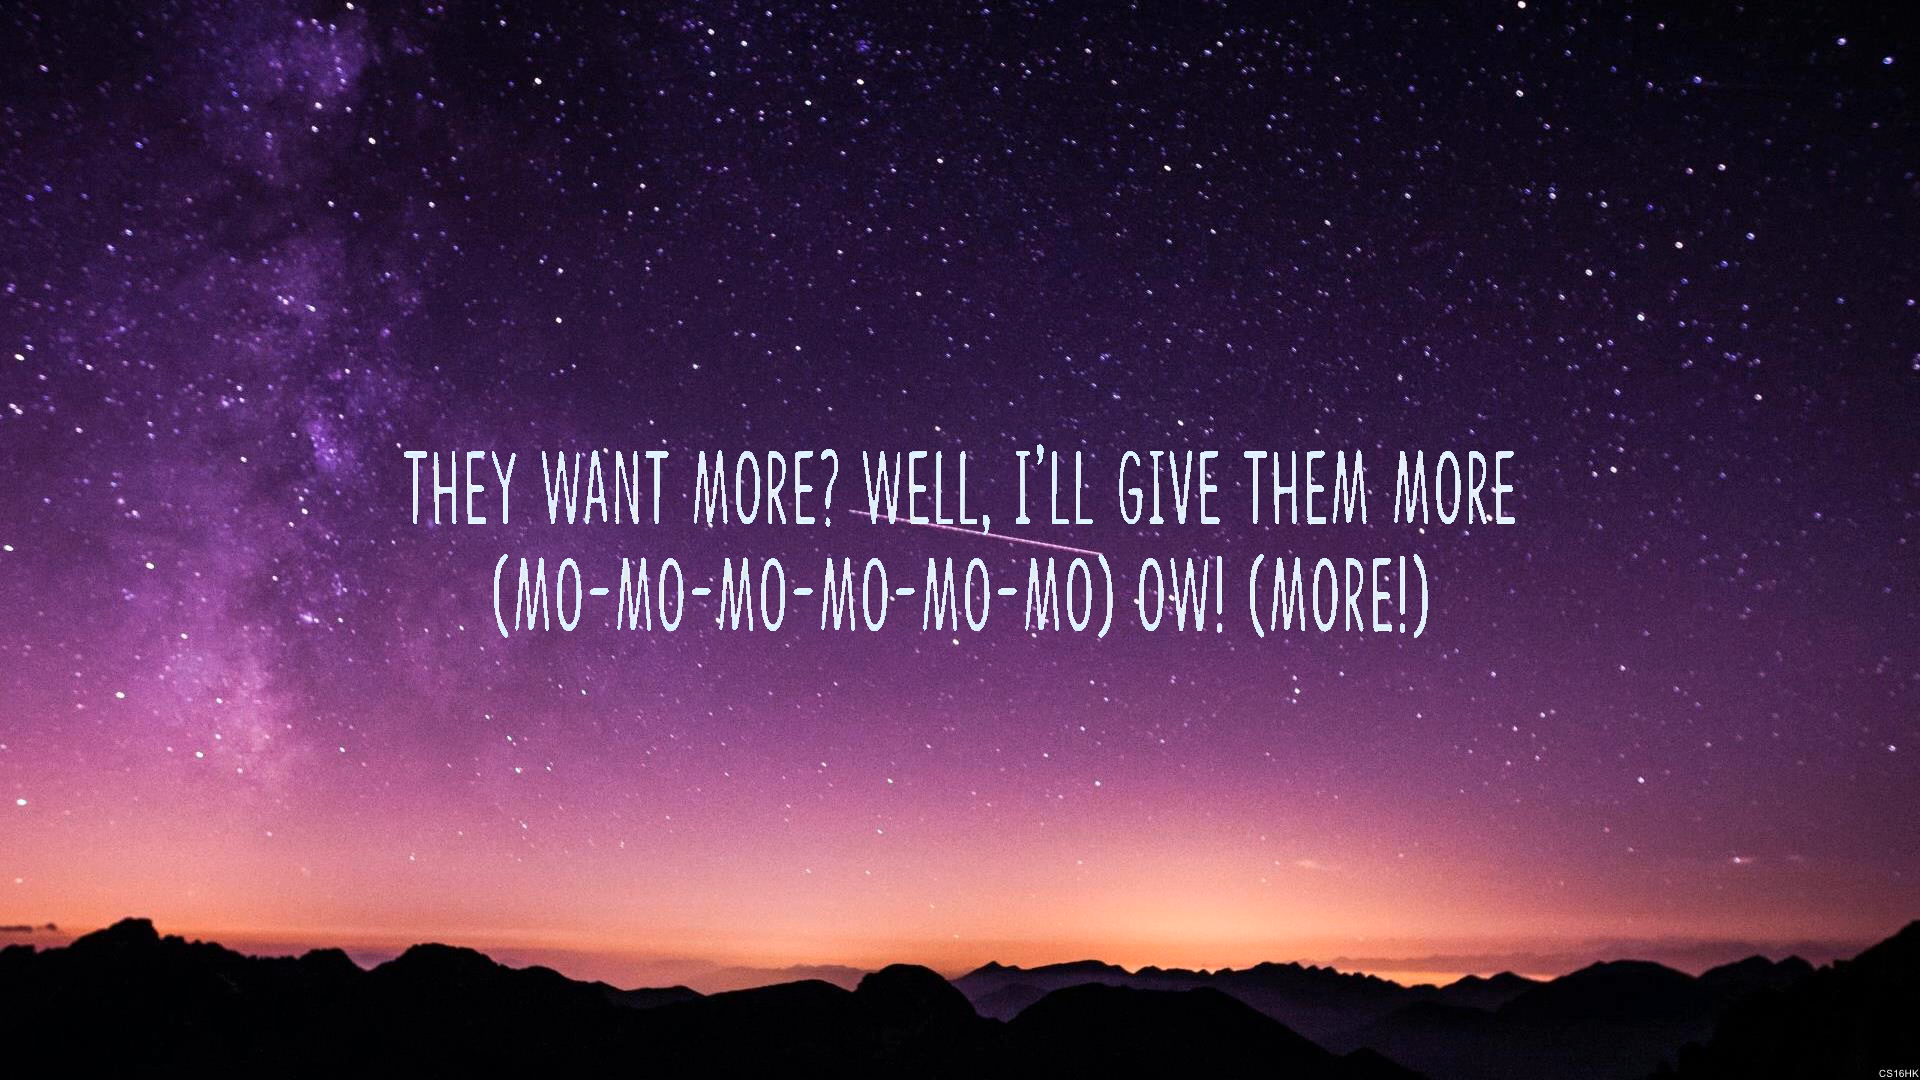 THEY WANT MORE? WELL, I'LL GIVE THEM MORE
(MO-MO-MO-MO-MO-MO) OW! (MORE!)
CS16HK